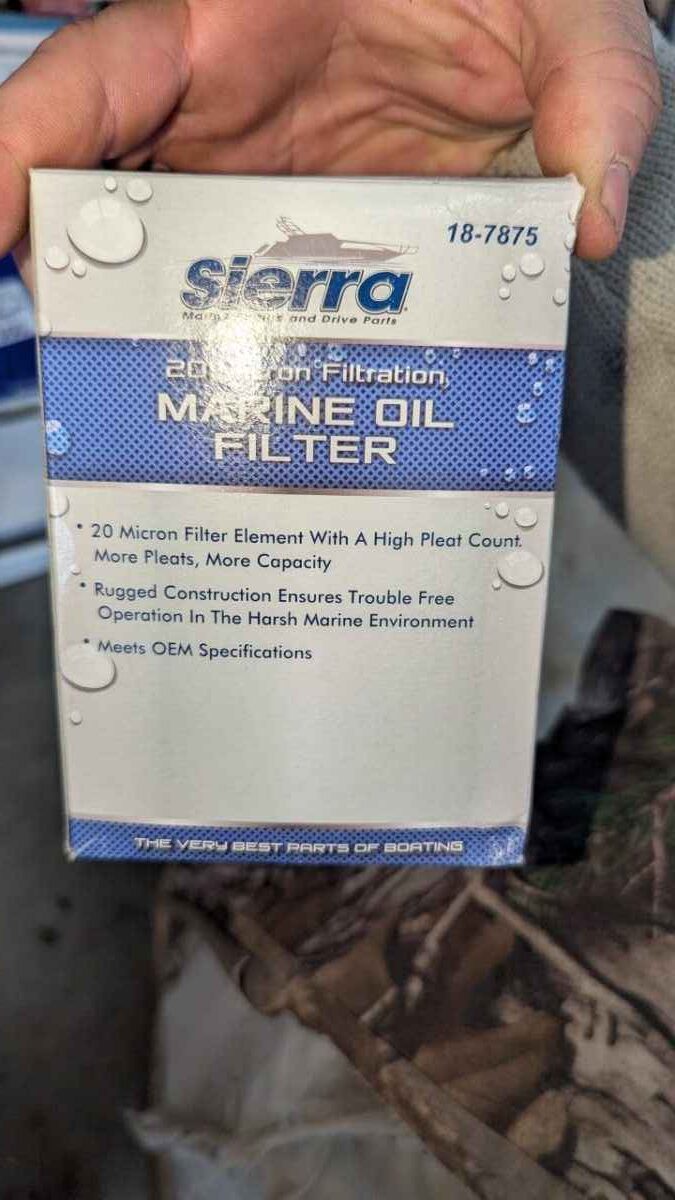 18-7875
Sierra
and Drive Parts
Filtration
MARINE OIL
FILTER
• 20 Micron Filter Element With A High Pleat Count.
More Pleats, More Capacity
• Rugged Construction Ensures Trouble Free
Operation In The Harsh Marine Environment
• Meets OEM Specifications
THE VERY BEST PARTS OF BOATING